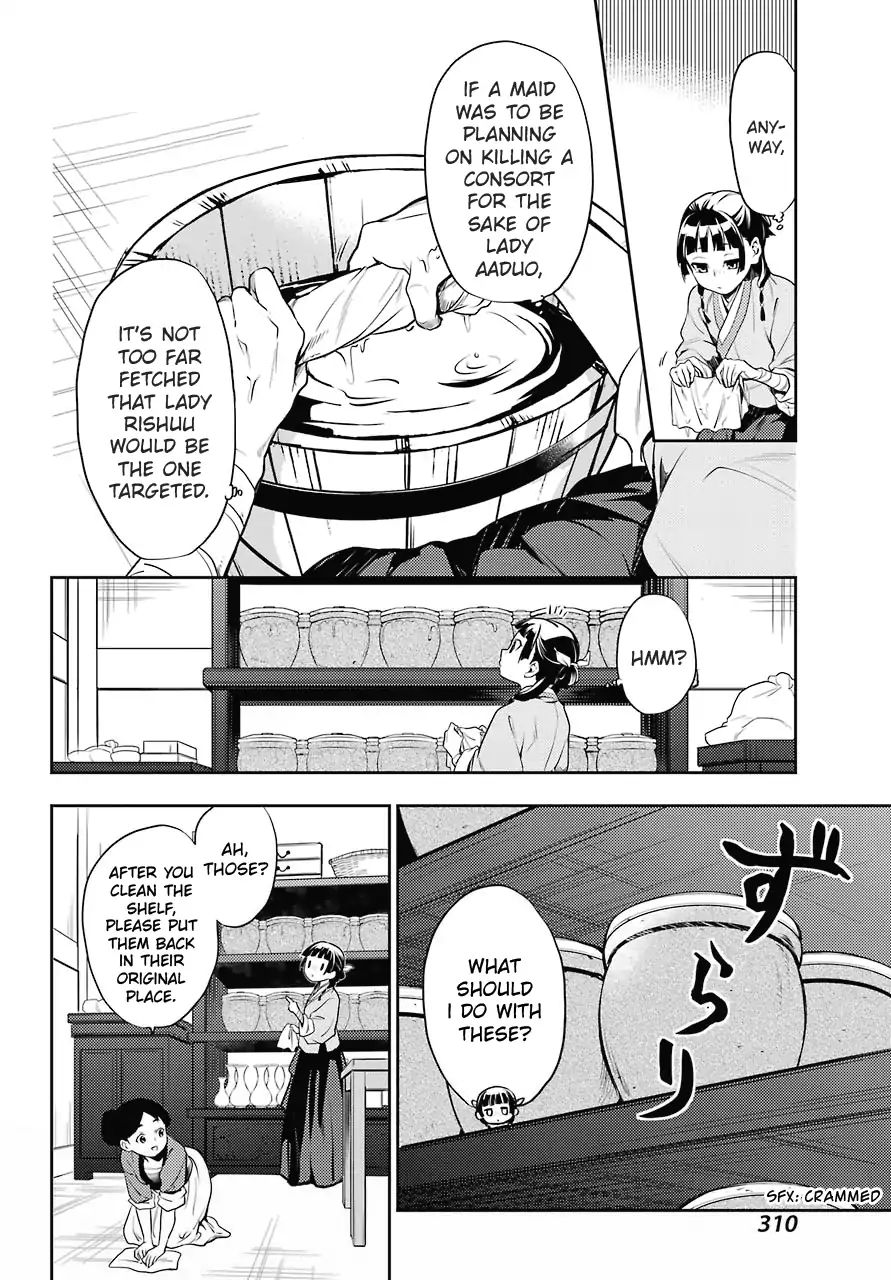 ANY-
WAY,
IF A MAID
WAS TO BE
PLANNING
ON KILLING A
CONSORT
FOR THE
SAKE OF
LADY
AADUO,
IT'S NOT
TOO FAR
FETCHED
THAT LADY
RISHUU
WOULD BE
THE ONE
TARGETED.
HMM?
ずらり
WHAT
SHOULD
I DO WITH
THESE?
SFX: CRAMMED
AH,
THOSE?
AFTER YOU
CLEAN THE
SHELF,
PLEASE PUT
THEM BACK
IN THEIR
ORIGINAL
PLACE.
310